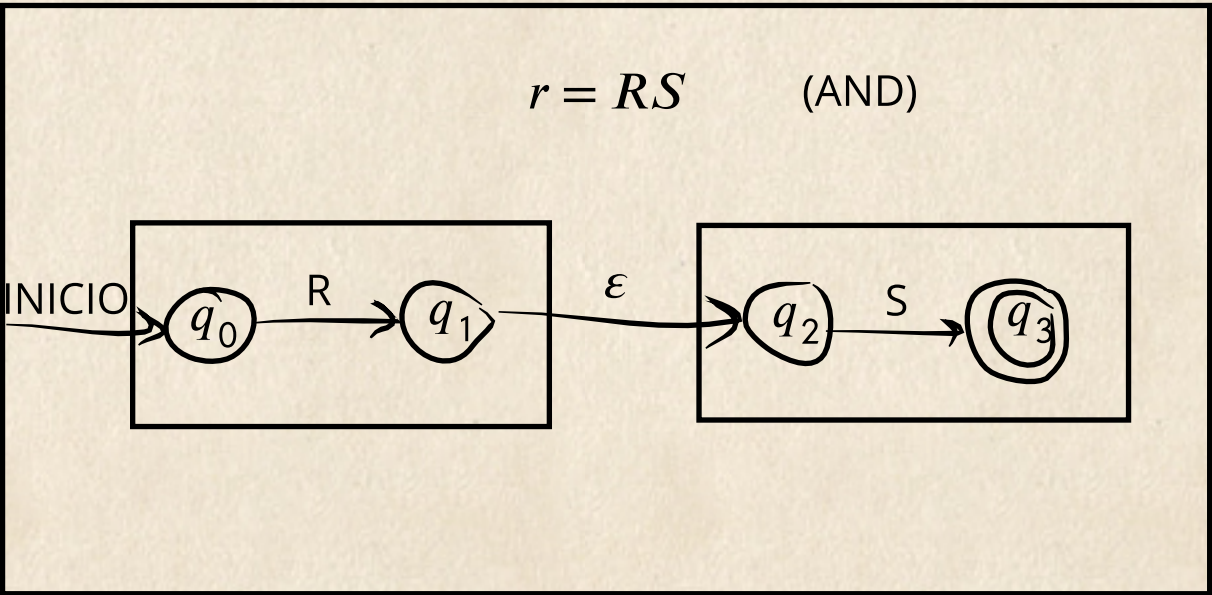 r = RS (AND)
INICIO q₀ R q₁ ε q₂ S q₃